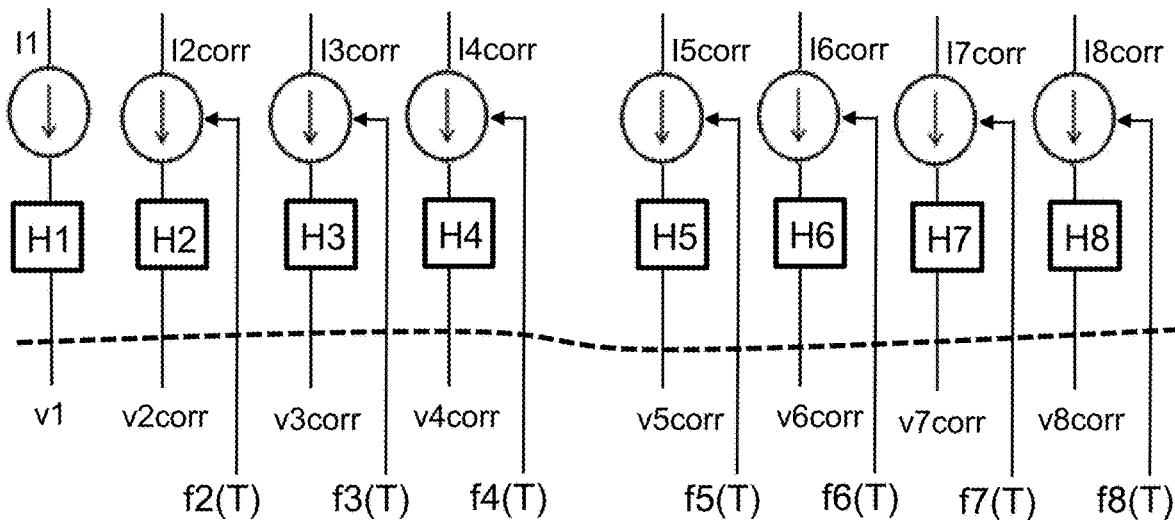 I1 I2corr I3corr I4corr I5corr I6corr I7corr I8corr
H1 H2 H3 H4 H5 H6 H7 H8
v1 v2corr v3corr v4corr v5corr v6corr v7corr v8corr
f2(T) f3(T) f4(T) f5(T) f6(T) f7(T) f8(T)